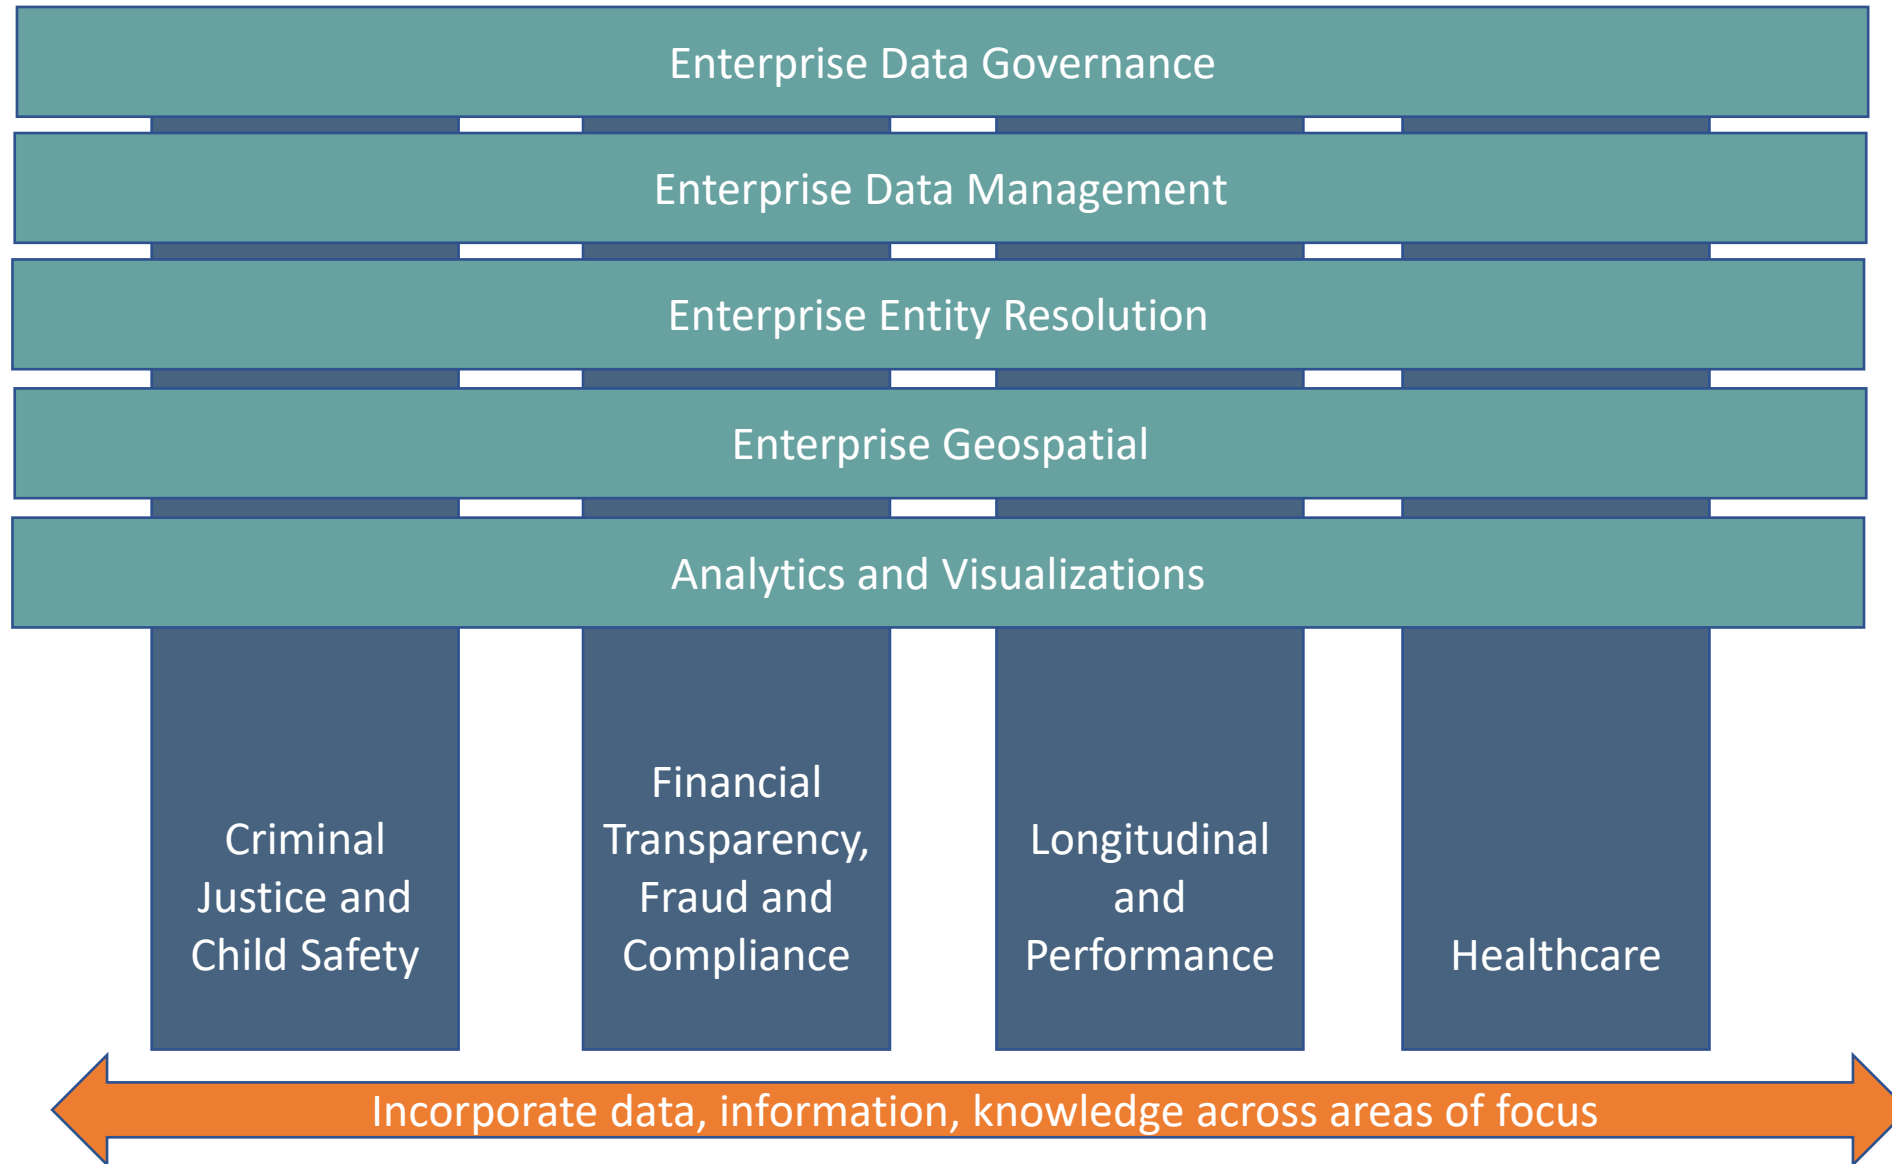 Enterprise Data Governance
Enterprise Data Management
Enterprise Entity Resolution
Enterprise Geospatial
Analytics and Visualizations
Criminal
Justice and
Child Safety
Financial
Transparency,
Fraud and
Compliance
Longitudinal
and
Performance
Healthcare
Incorporate data, information, knowledge across areas of focus